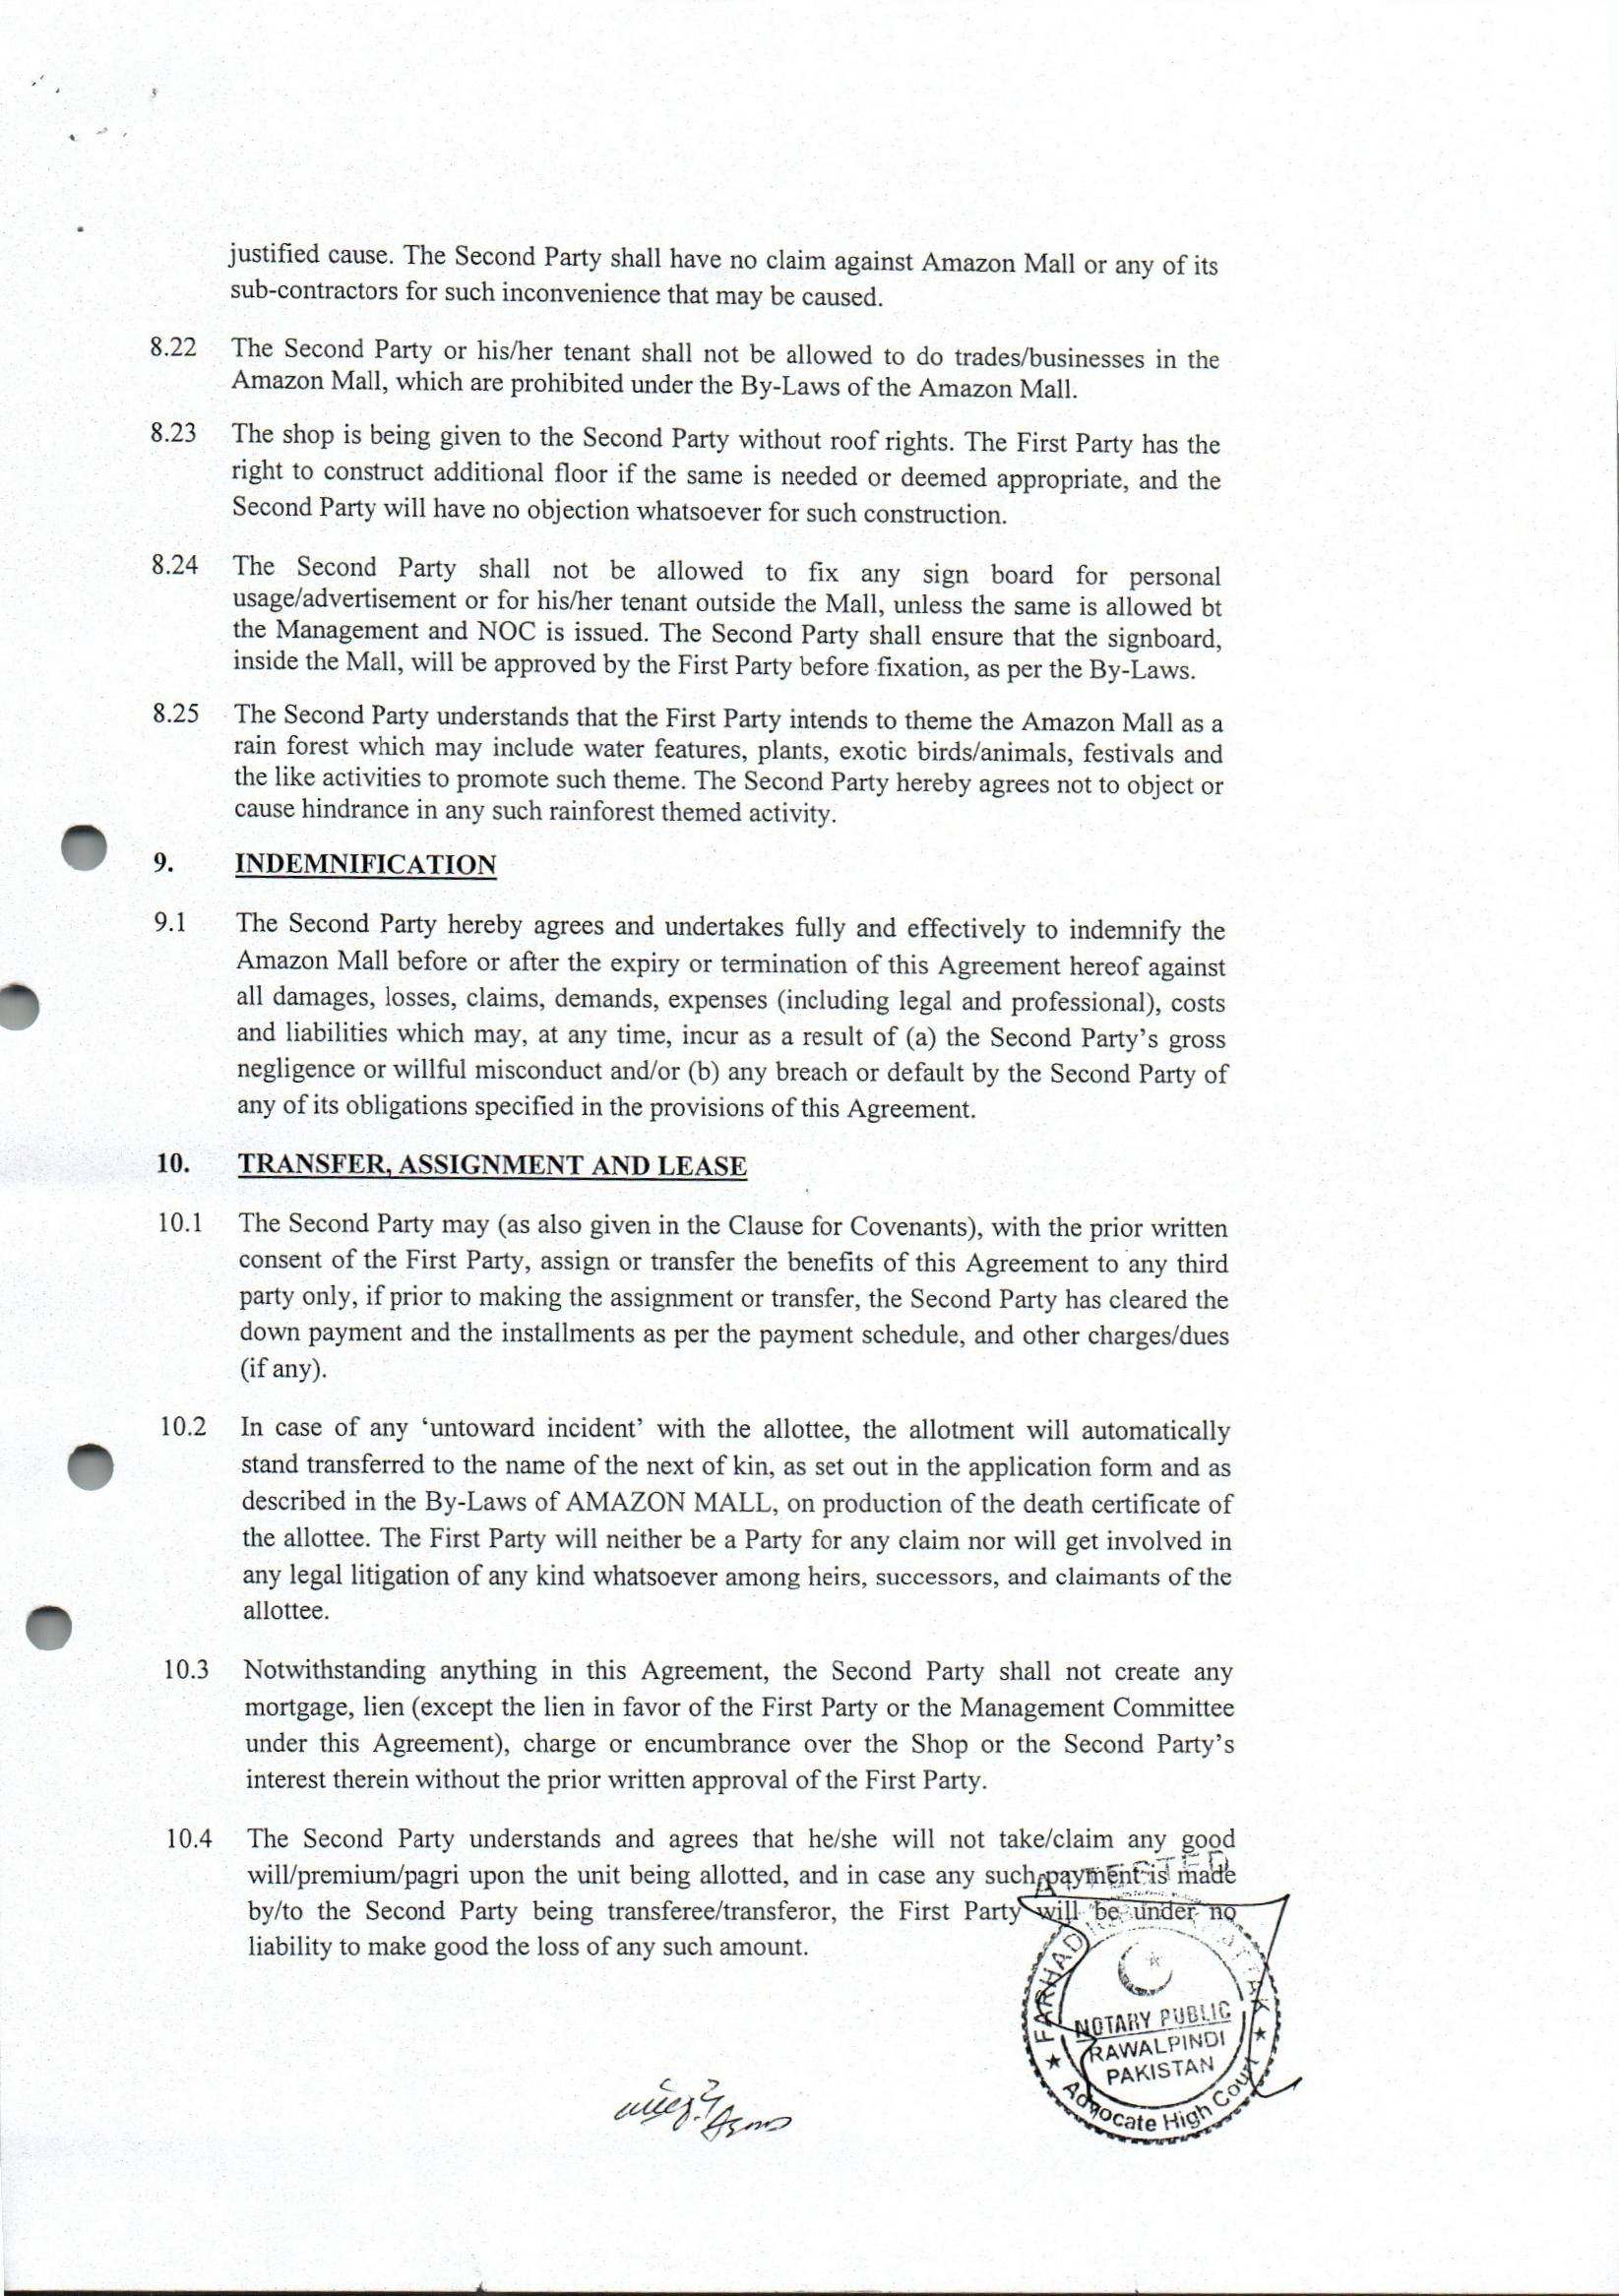 justified cause. The Second Party shall have no claim against Amazon Mall or any of its
sub-contractors for such inconvenience that may be caused.
8.22 The Second Party or his/her tenant shall not be allowed to do trades/businesses in the
Amazon Mall, which are prohibited under the By-Laws of the Amazon Mall.
8.23 The shop is being given to the Second Party without roof rights. The First Party has the
right to construct additional floor if the same is needed or deemed appropriate, and the
Second Party will have no objection whatsoever for such construction.
8.24 The Second Party shall not be allowed to fix any sign board for personal
usage/advertisement or for his/her tenant outside the Mall, unless the same is allowed bt
the Management and NOC is issued. The Second Party shall ensure that the signboard,
inside the Mall, will be approved by the First Party before fixation, as per the By-Laws.
8.25 The Second Party understands that the First Party intends to theme the Amazon Mall as a
rain forest which may include water features, plants, exotic birds/animals, festivals and
the like activities to promote such theme. The Second Party hereby agrees not to object or
cause hindrance in any such rainforest themed activity.
9. INDEMNIFICATION
9.1 The Second Party hereby agrees and undertakes fully and effectively to indemnify the
Amazon Mall before or after the expiry or termination of this Agreement hereof against
all damages, losses, claims, demands, expenses (including legal and professional), costs
and liabilities which may, at any time, incur as a result of (a) the Second Party's gross
negligence or willful misconduct and/or (b) any breach or default by the Second Party of
any of its obligations specified in the provisions of this Agreement.
10. TRANSFER, ASSIGNMENT AND LEASE
10.1 The Second Party may (as also given in the Clause for Covenants), with the prior written
consent of the First Party, assign or transfer the benefits of this Agreement to any third
party only, if prior to making the assignment or transfer, the Second Party has cleared the
down payment and the installments as per the payment schedule, and other charges/dues
(if any).
10.2 In case of any ‘untoward incident’ with the allottee, the allotment will automatically
stand transferred to the name of the next of kin, as set out in the application form and as
described in the By-Laws of AMAZON MALL, on production of the death certificate of
the allottee. The First Party will neither be a Party for any claim nor will get involved in
any legal litigation of any kind whatsoever among heirs, successors, and claimants of the
allottee.
10.3 Notwithstanding anything in this Agreement, the Second Party shall not create any
mortgage, lien (except the lien in favor of the First Party or the Management Committee
under this Agreement), charge or encumbrance over the Shop or the Second Party's
interest therein without the prior written approval of the First Party.
10.4 The Second Party understands and agrees that he/she will not take/claim any good
will/premium/pagri upon the unit being allotted, and in case any such payment is made
by/to the Second Party being transferee/transferor, the First Party will be under no
liability to make good the loss of any such amount.
FARHAD
NOTARY PUBLIC
RAWALPINDI
PAKISTAN
Advocate High Court